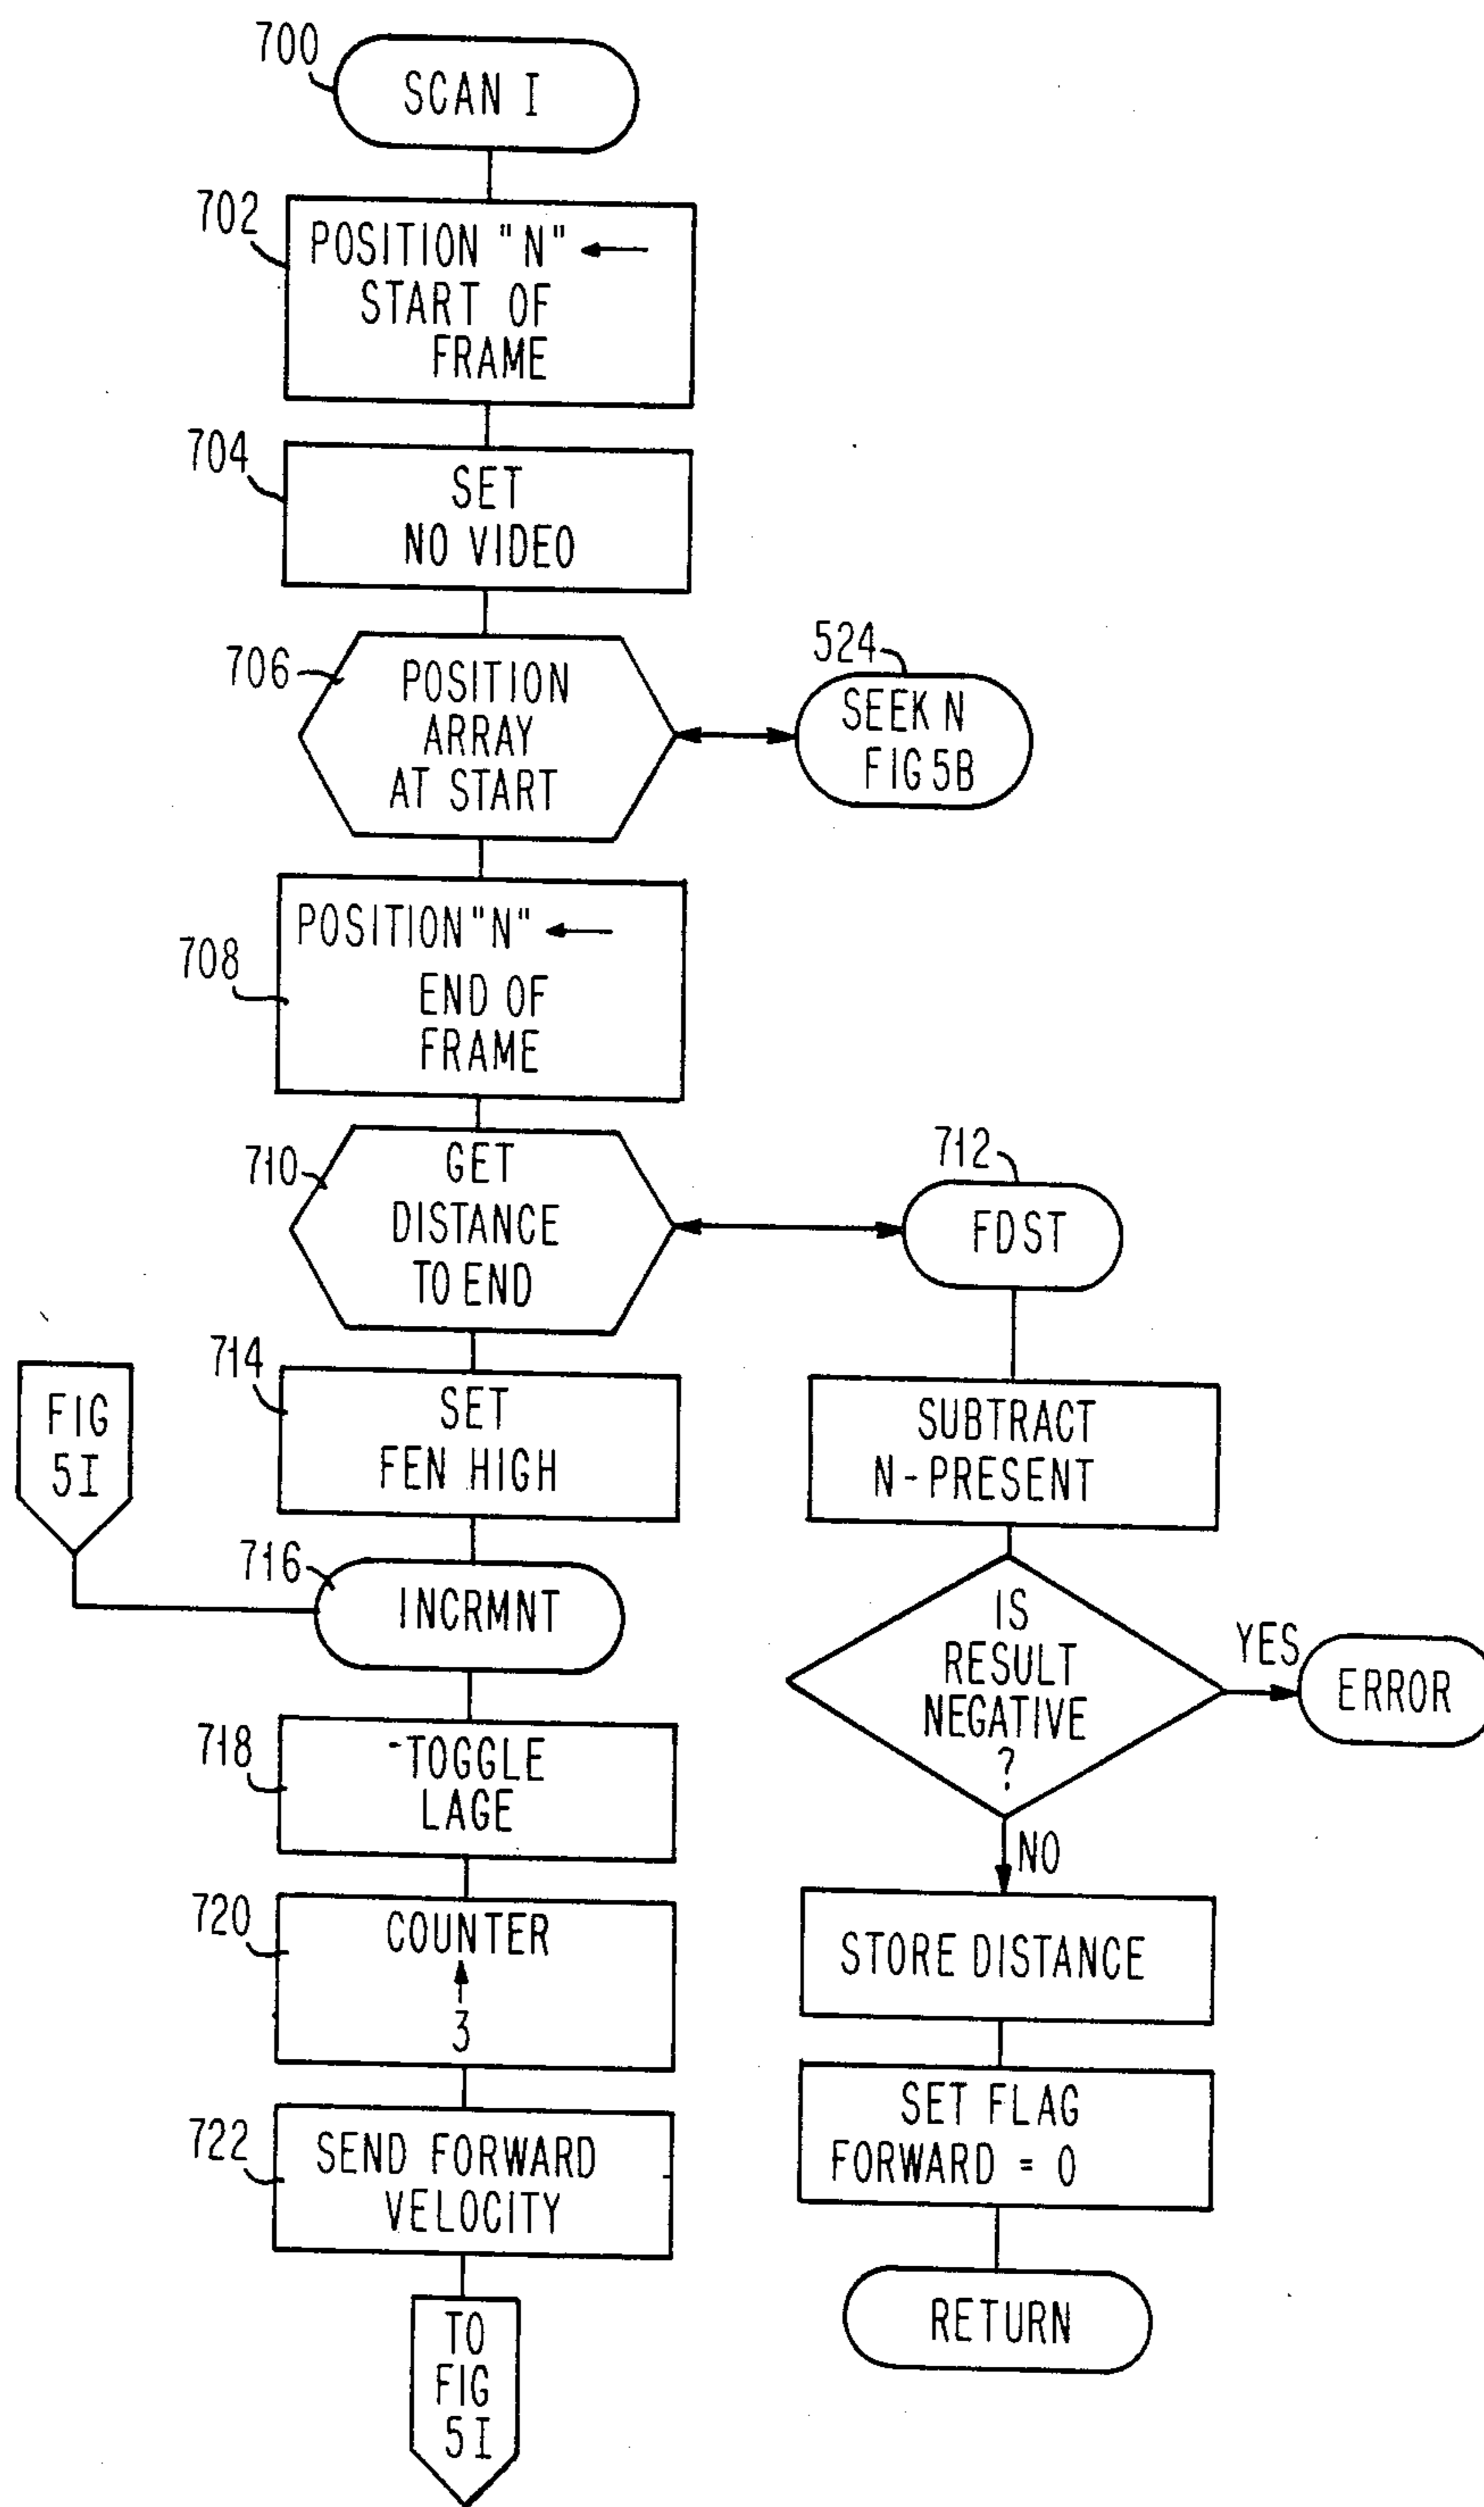 700
SCAN I
702
POSITION "N" ←
START OF
FRAME
704
SET
NO VIDEO
706
POSITION
ARRAY
AT START
524
SEEK N
FIG 5B
708
POSITION "N" ←
END OF
FRAME
710
GET
DISTANCE
TO END
712
FDST
714
SET
FEN HIGH
FIG
5I
716
INCRMNT
718
-TOGGLE
LAGE
720
COUNTER
3
722
SEND FORWARD
VELOCITY
TO
FIG
5I
SUBTRACT
N-PRESENT
IS
RESULT
NEGATIVE
?
YES
ERROR
NO
STORE DISTANCE
SET FLAG
FORWARD = 0
RETURN